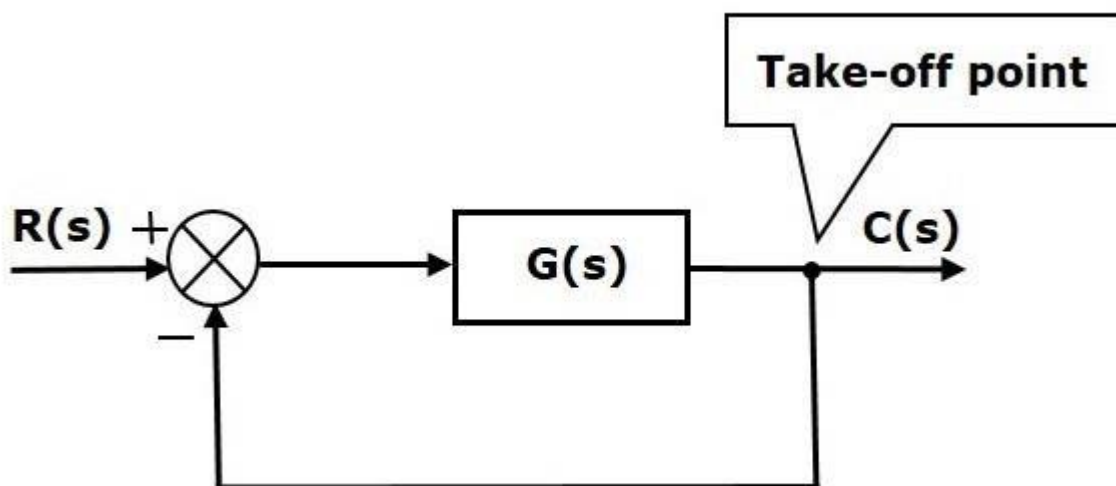 Take-off point
R(s) +
G(s)
C(s)
−